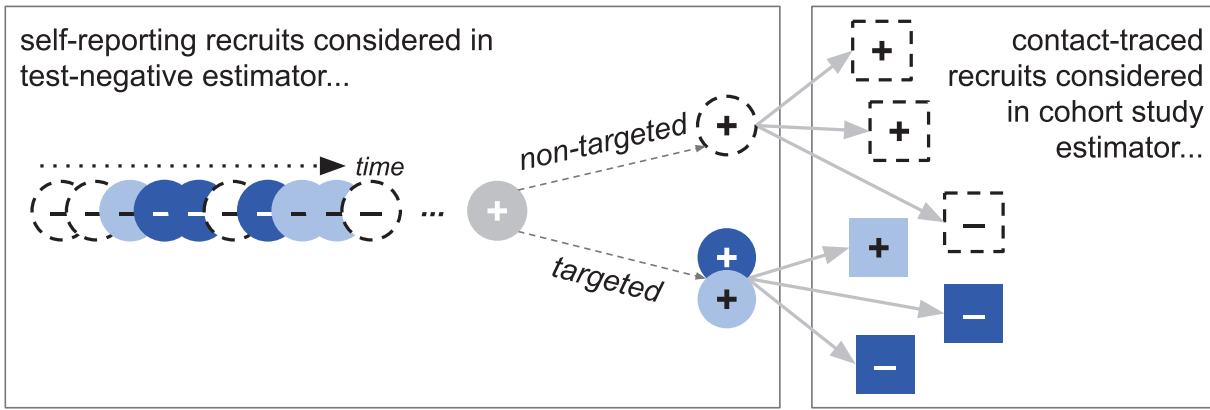 self-reporting recruits considered in
test-negative estimator...
contact-traced
recruits considered
in cohort study
estimator...
time
− − − − − − − − − −
...
+
non-targeted
targeted
+
+
+
+
+
−
+
−
−